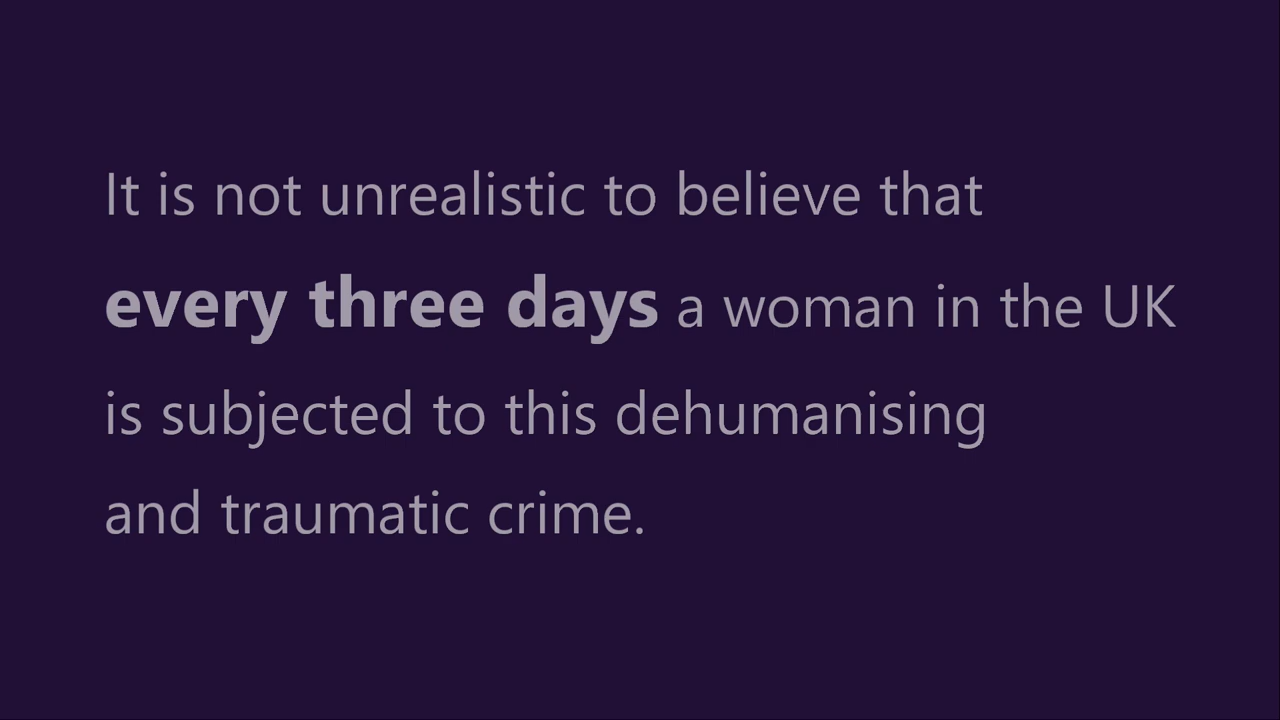 It is not unrealistic to believe that
every three days a woman in the UK
is subjected to this dehumanising
and traumatic crime.